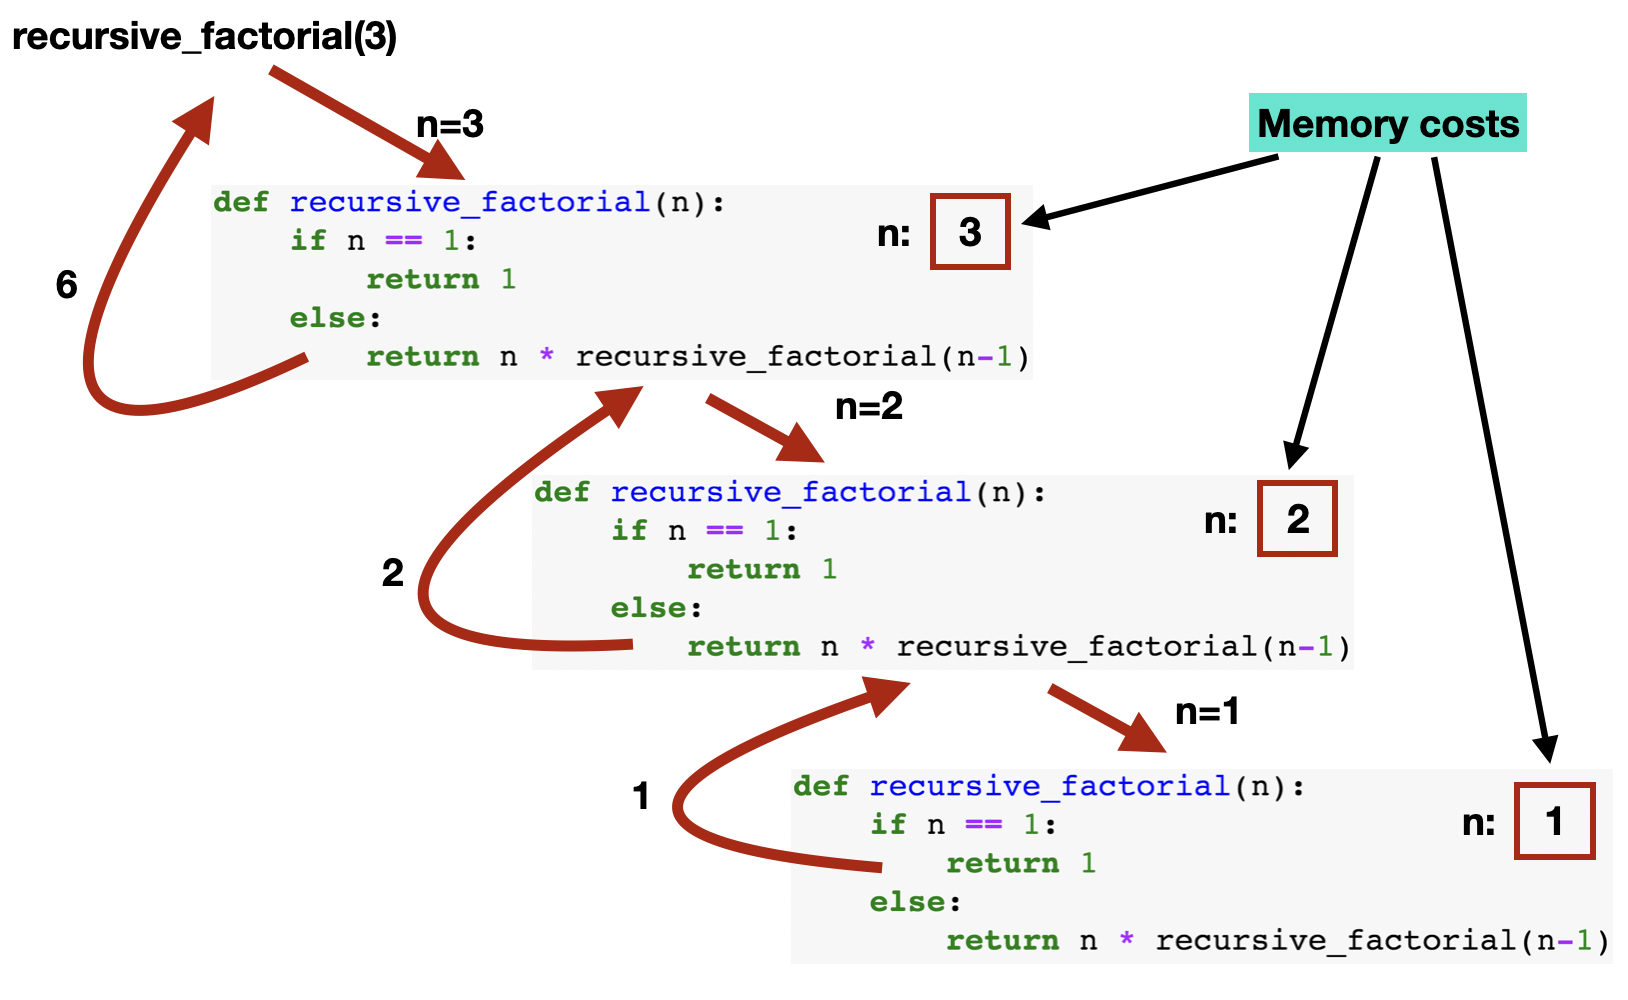 recursive_factorial(3)
n=3
Memory costs
def recursive_factorial(n):
n: 3
if n == 1:
return 1
6
else:
return n * recursive_factorial(n-1)
n=2
def recursive_factorial(n):
n: 2
if n == 1:
return 1
2
else:
return n * recursive_factorial(n-1)
n=1
def recursive_factorial(n):
1
n: 1
if n == 1:
return 1
else:
return n * recursive_factorial(n-1)